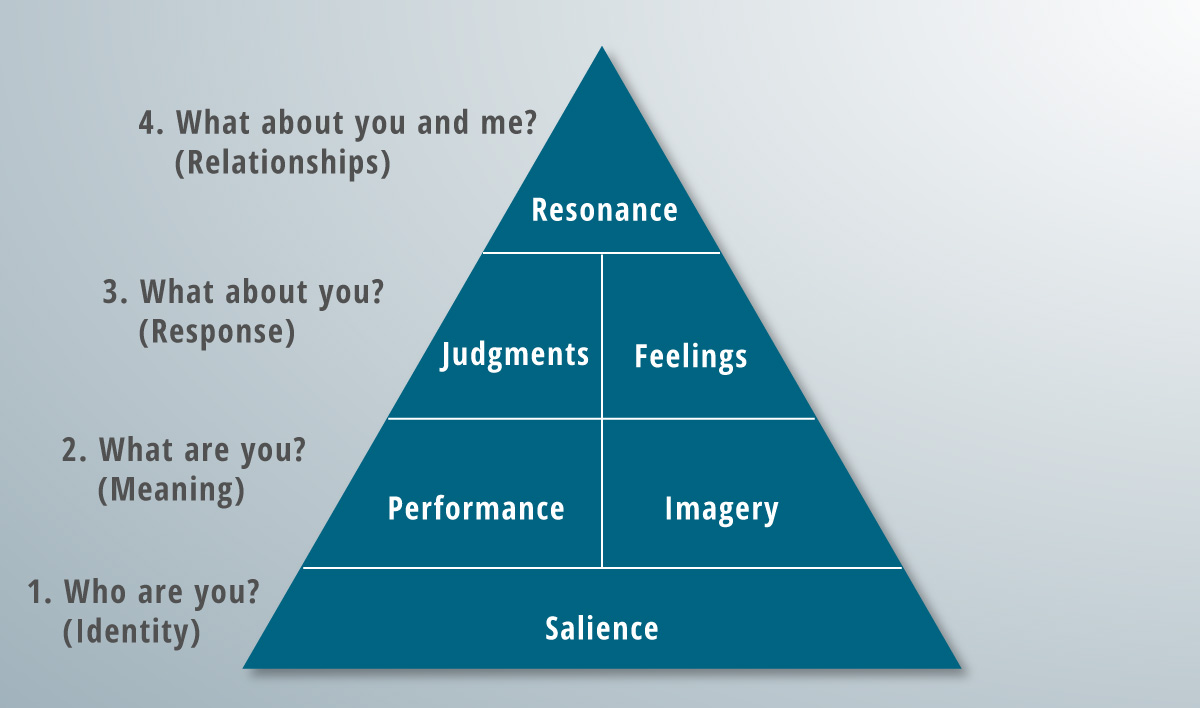 4. What about you and me?
(Relationships)
Resonance
3. What about you?
(Response)
Judgments
Feelings
2. What are you?
(Meaning)
Performance
Imagery
1. Who are you?
(Identity)
Salience